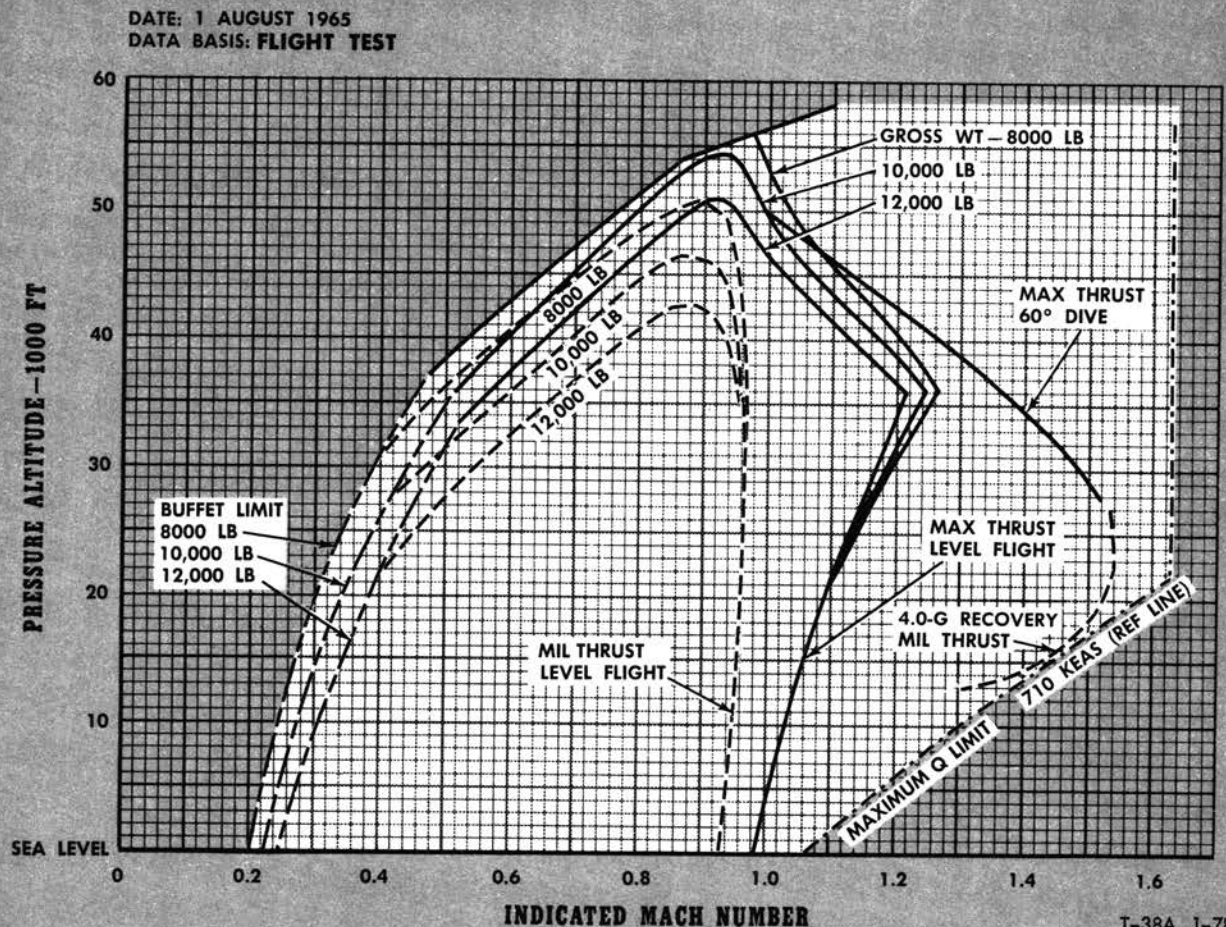 DATE: 1 AUGUST 1965
DATA BASIS: FLIGHT TEST
60
50
40
30
20
10
SEA LEVEL
PRESSURE ALTITUDE—1000 FT
GROSS WT—8000 LB
10,000 LB
12,000 LB
8000 LB
10,000 LB
12,000 LB
MAX THRUST
60° DIVE
BUFFET LIMIT
8000 LB
10,000 LB
12,000 LB
MAX THRUST
LEVEL FLIGHT
MIL THRUST
LEVEL FLIGHT
4.0-G RECOVERY
MIL THRUST
710 KEAS (REF LINE)
MAXIMUM Q LIMIT
0
0.2
0.4
0.6
0.8
1.0
1.2
1.4
1.6
INDICATED MACH NUMBER
T-38A